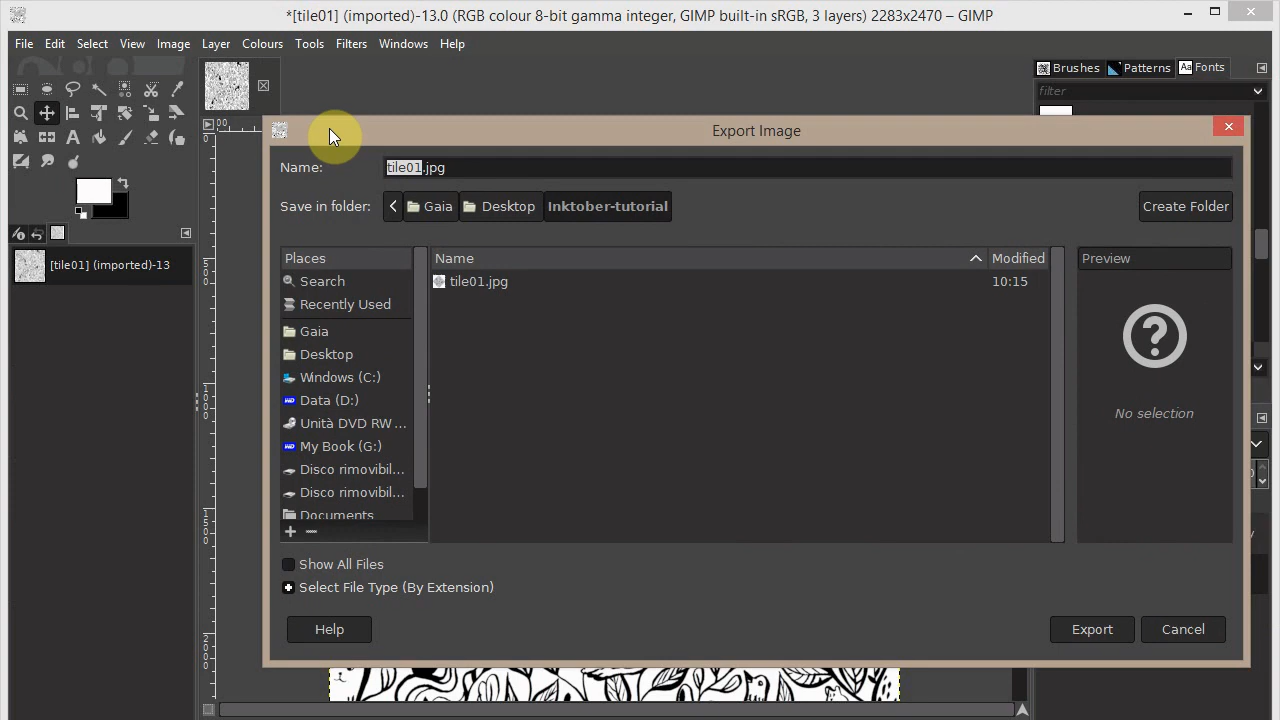 *[tile01] (imported)-13.0 (RGB colour 8-bit gamma integer, GIMP built-in sRGB, 3 layers) 2283x2470 – GIMP
File Edit Select View Image Layer Colours Tools Filters Windows Help
Brushes Patterns Aa Fonts
filter
Export Image
Name: tile01.jpg
Save in folder: Gaia Desktop Inktober-tutorial Create Folder
Places Name Modified Preview
Search tile01.jpg 10:15
Recently Used
Gaia
Desktop
Windows (C:)
Data (D:)
Unità DVD RW ...
My Book (G:)
Disco rimovibil...
Disco rimovibil...
Documents
No selection
[tile01] (imported)-13
Show All Files
Select File Type (By Extension)
Help Export Cancel